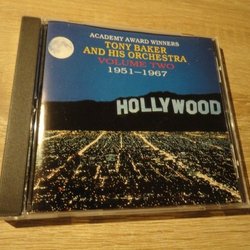 ACADEMY AWARD WINNERS
TONY BAKER
AND HIS ORCHESTRA
VOLUME TWO
1951-1967
HOLLYWOOD